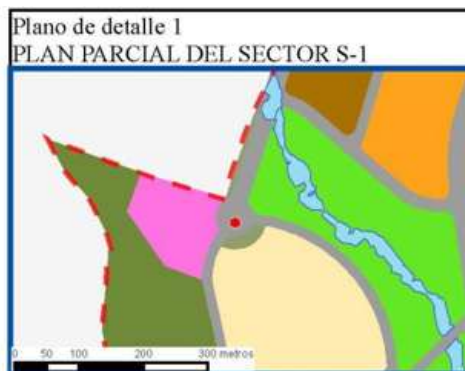 Plano de detalle 1
PLAN PARCIAL DEL SECTOR S-1
0 50 100 200 300 metros